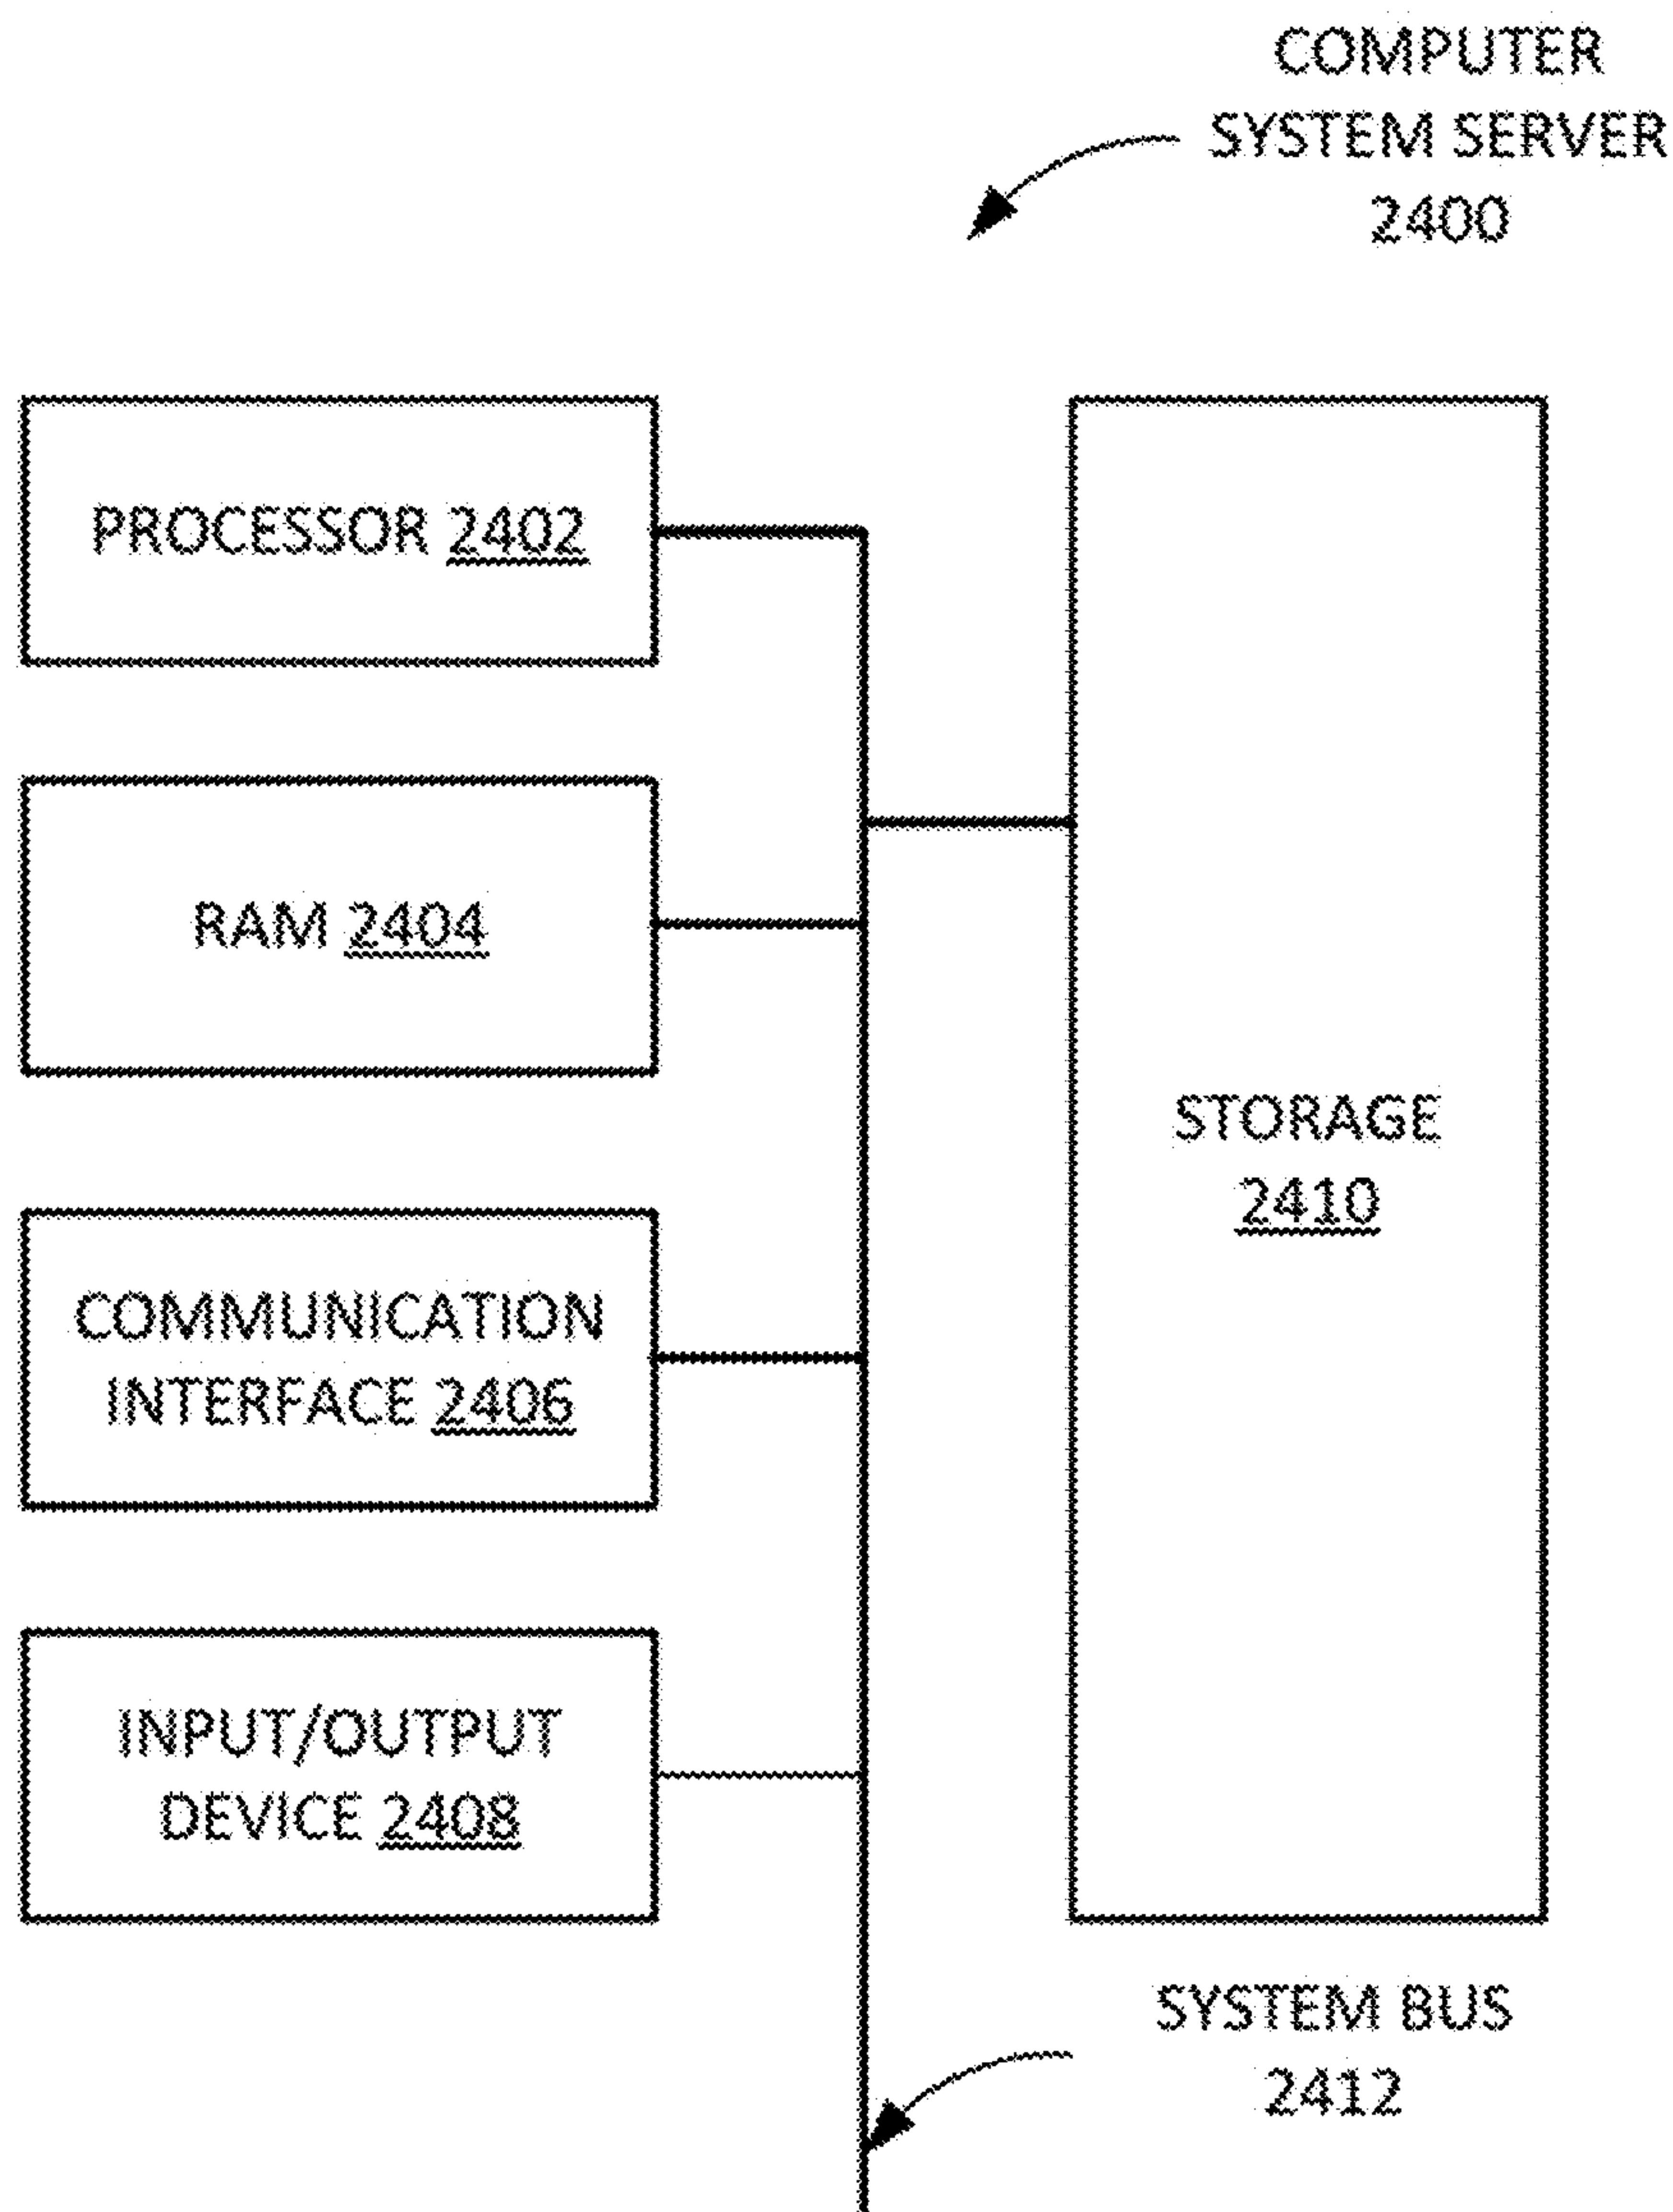 COMPUTER
SYSTEM SERVER
2400
PROCESSOR 2402
RAM 2404
COMMUNICATION
INTERFACE 2406
INPUT/OUTPUT
DEVICE 2408
STORAGE
2410
SYSTEM BUS
2412